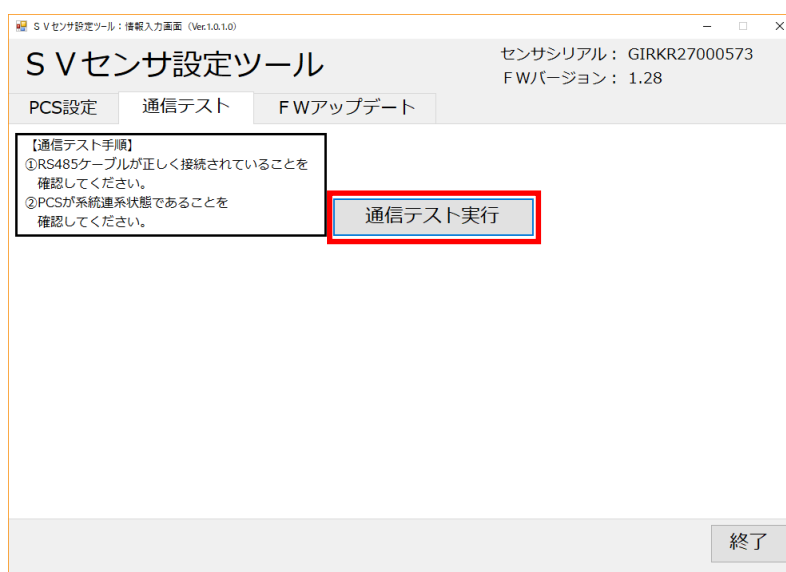 ＳＶセンサ設定ツール：情報入力画面（Ver.1.0.1.0）
ＳＶセンサ設定ツール
センサシリアル： GIRKR27000573
ＦＷバージョン： 1.28
PCS設定 通信テスト ＦＷアップデート
【通信テスト手順】
①RS485ケーブルが正しく接続されていることを
確認してください。
②PCSが系統連系状態であることを
確認してください。
通信テスト実行
終了